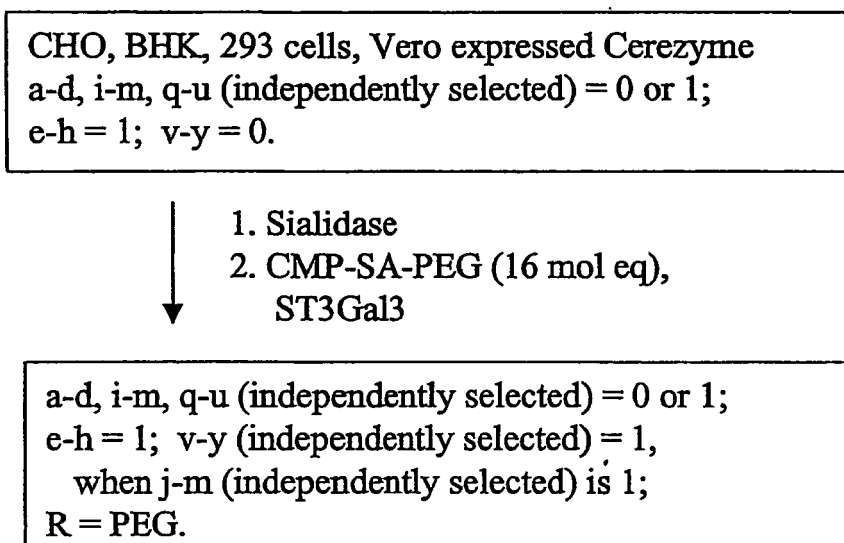 CHO, BHK, 293 cells, Vero expressed Cerezyme
a-d, i-m, q-u (independently selected) = 0 or 1;
e-h = 1; v-y = 0.
1. Sialidase
2. CMP-SA-PEG (16 mol eq),
ST3Gal3
a-d, i-m, q-u (independently selected) = 0 or 1;
e-h = 1; v-y (independently selected) = 1,
when j-m (independently selected) is 1;
R = PEG.